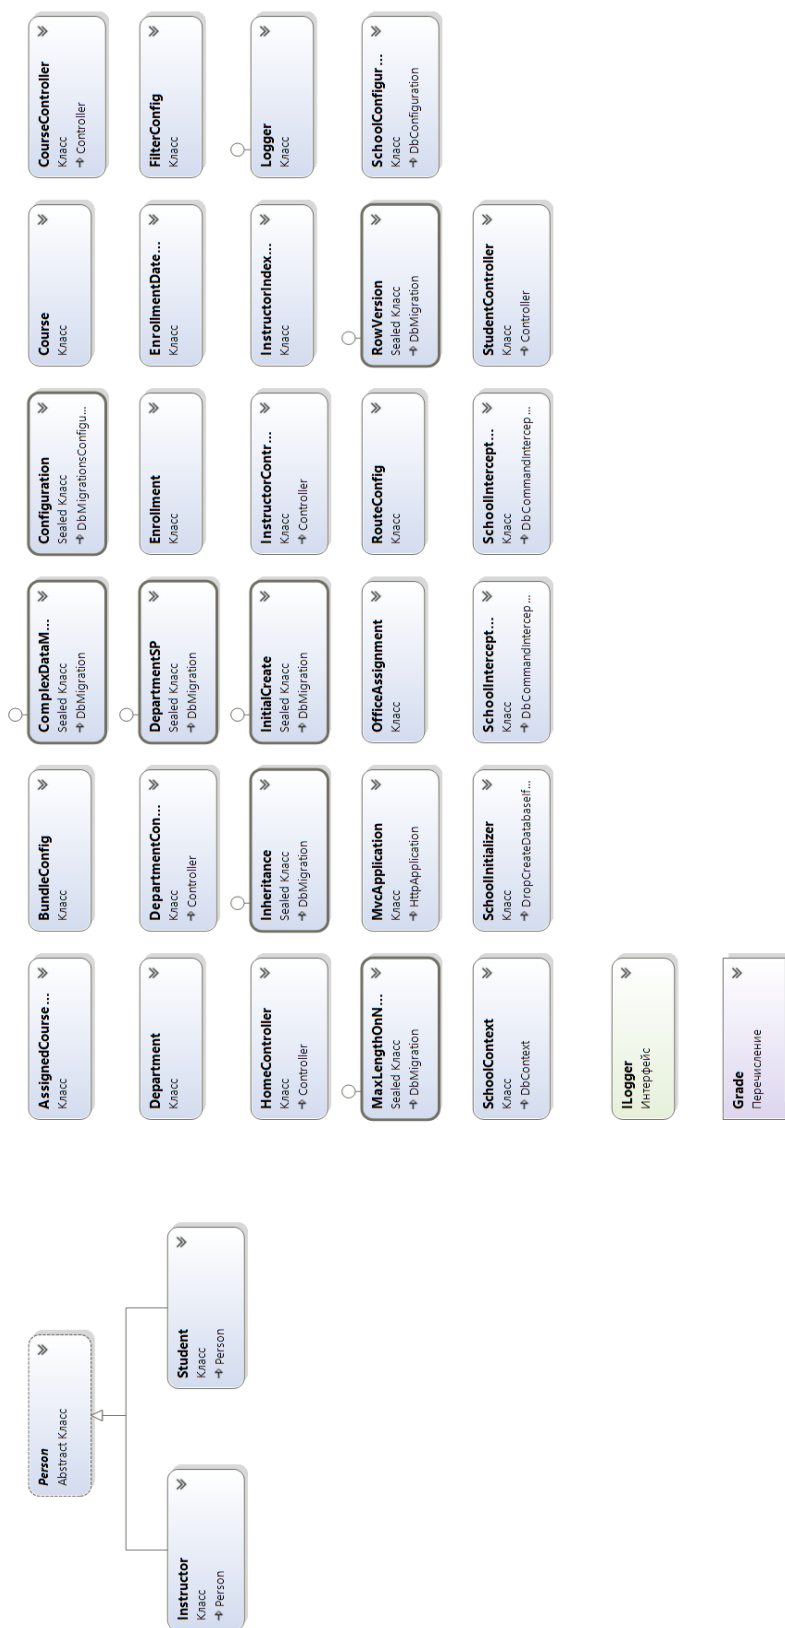 Person
Abstract Класс
Instructor
Класс
Person
Student
Класс
Person
AssignedCourse...
Класс
BundleConfig
Класс
ComplexDataM...
Sealed Класс
DbMigration
Configuration
Sealed Класс
DbMigrationsConfigu...
Course
Класс
CourseController
Класс
Controller
Department
Класс
DepartmentCon...
Класс
Controller
DepartmentSP
Sealed Класс
DbMigration
Enrollment
Класс
EnrollmentDate...
Класс
FilterConfig
Класс
HomeController
Класс
Controller
Inheritance
Sealed Класс
DbMigration
InitialCreate
Sealed Класс
DbMigration
InstructorContr...
Класс
Controller
InstructorIndex...
Класс
Logger
Класс
MaxLengthOnN...
Sealed Класс
DbMigration
MvcApplication
Класс
HttpApplication
OfficeAssignment
Класс
RouteConfig
Класс
RowVersion
Sealed Класс
DbMigration
SchoolConfigur...
Класс
DbConfiguration
SchoolContext
Класс
DbContext
SchoolInitializer
Класс
DropCreateDatabaseIf...
SchoolIntercept...
Класс
DbCommandIntercep...
SchoolIntercept...
Класс
DbCommandIntercep...
StudentController
Класс
Controller
ILogger
Интерфейс
Grade
Перечисление